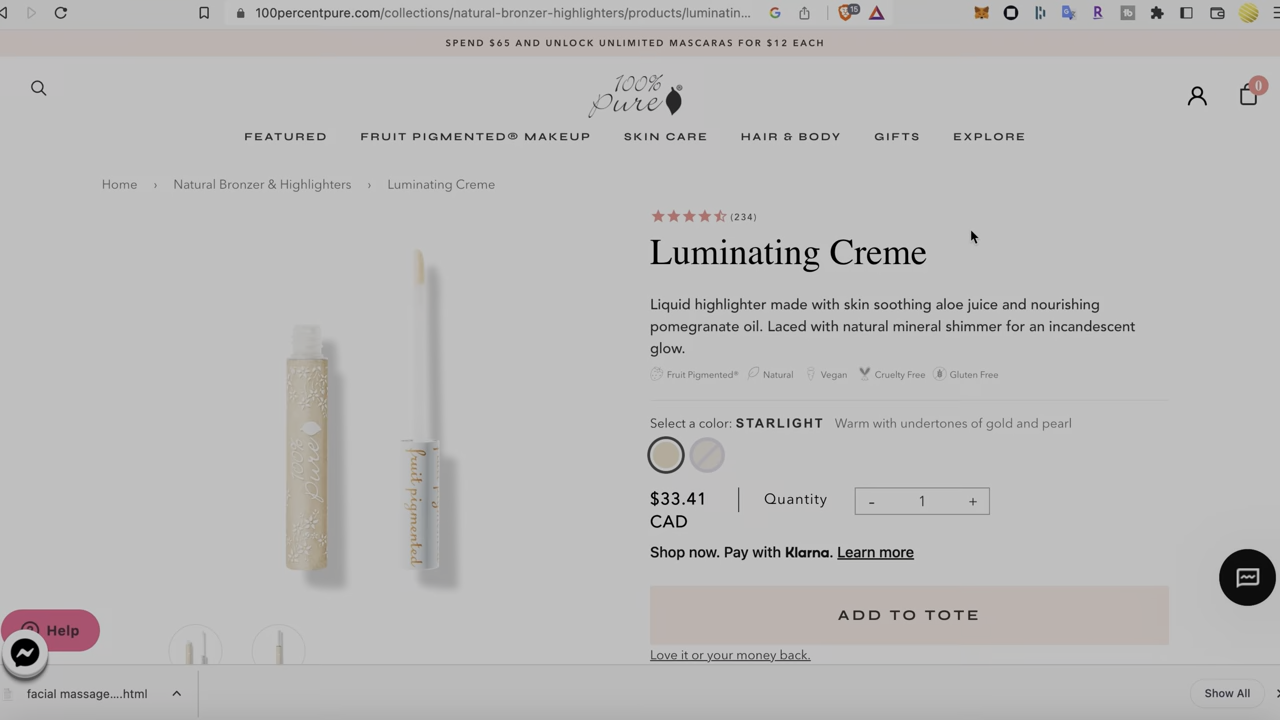 100percentpure.com/collections/natural-bronzer-highlighters/products/luminatin...
15
SPEND $65 AND UNLOCK UNLIMITED MASCARAS FOR $12 EACH
100%
pure®
0
FEATURED FRUIT PIGMENTED® MAKEUP SKIN CARE HAIR & BODY GIFTS EXPLORE
Home › Natural Bronzer & Highlighters › Luminating Creme
(234)
Luminating Creme
Liquid highlighter made with skin soothing aloe juice and nourishing
pomegranate oil. Laced with natural mineral shimmer for an incandescent
glow.
Fruit Pigmented® Natural Vegan Cruelty Free Gluten Free
Select a color: STARLIGHT Warm with undertones of gold and pearl
$33.41
CAD
Quantity
- 1 +
Shop now. Pay with Klarna. Learn more
ADD TO TOTE
Love it or your money back.
pure
fruit pigmented
Help
facial massage....html
Show All